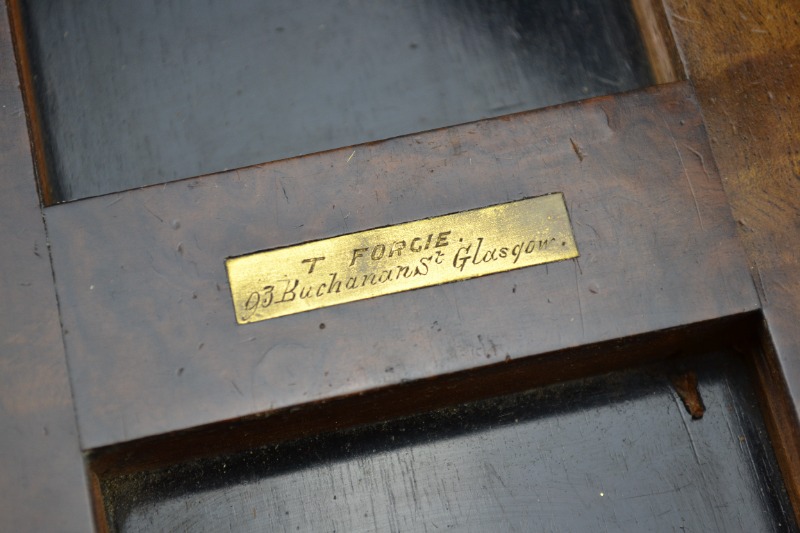 T FORGIE.
93 Buchanan St Glasgow.